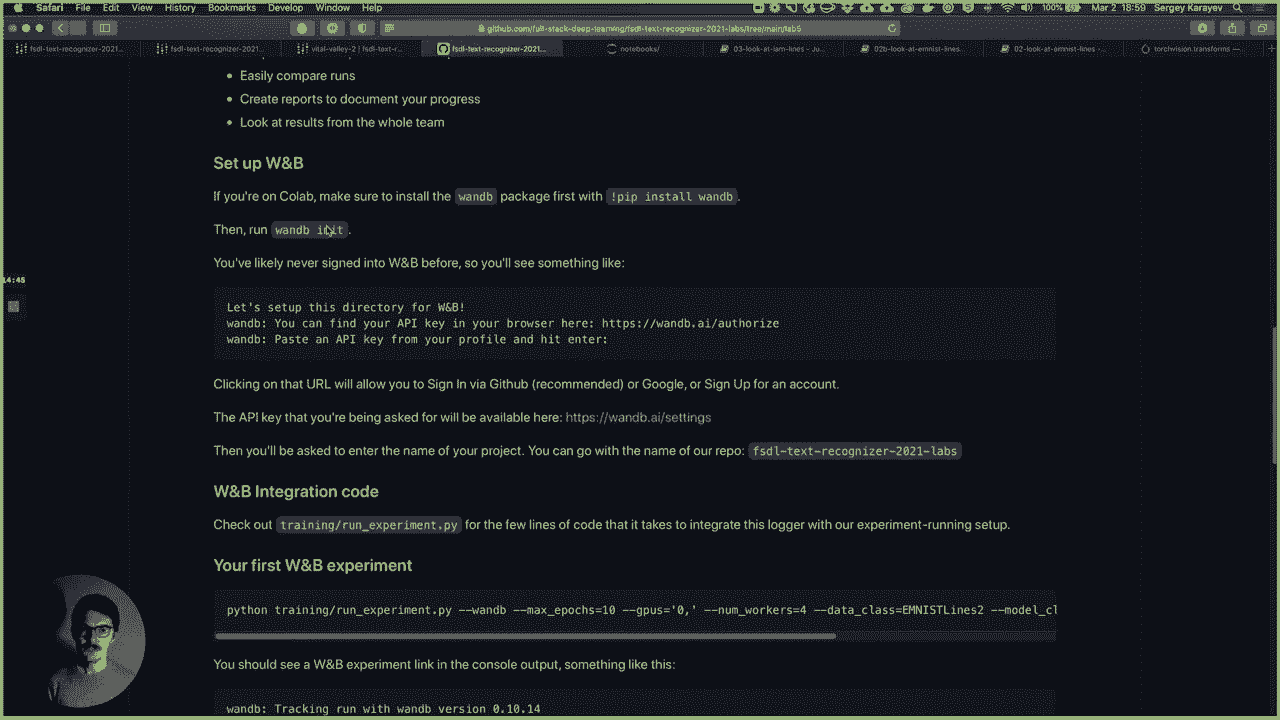 Safari File Edit View History Bookmarks Develop Window Help 100% Mar 2 18:59 Sergey Karayev
github.com/full-stack-deep-learning/fsdl-text-recognizer-2021-labs/tree/main/lab5
fsdl-text-recognizer-2021... fsdl-text-recognizer-2021... vital-valley-2 | fsdl-text-r... fsdl-text-recognizer-2021... notebooks/ 03-look-at-iam-lines - Ju... 02b-look-at-emnist-lines... 02-look-at-emnist-lines -... torchvision.transforms —...
Easily compare runs
Create reports to document your progress
Look at results from the whole team
Set up W&B
If you're on Colab, make sure to install the wandb package first with !pip install wandb.
Then, run wandb init.
You've likely never signed into W&B before, so you'll see something like:
14:45
Let's setup this directory for W&B!
wandb: You can find your API key in your browser here: https://wandb.ai/authorize
wandb: Paste an API key from your profile and hit enter:
Clicking on that URL will allow you to Sign In via Github (recommended) or Google, or Sign Up for an account.
The API key that you're being asked for will be available here: https://wandb.ai/settings
Then you'll be asked to enter the name of your project. You can go with the name of our repo: fsdl-text-recognizer-2021-labs
W&B Integration code
Check out training/run_experiment.py for the few lines of code that it takes to integrate this logger with our experiment-running setup.
Your first W&B experiment
python training/run_experiment.py --wandb --max_epochs=10 --gpus='0,' --num_workers=4 --data_class=EMNISTLines2 --model_cl
You should see a W&B experiment link in the console output, something like this:
wandb: Tracking run with wandb version 0.10.14